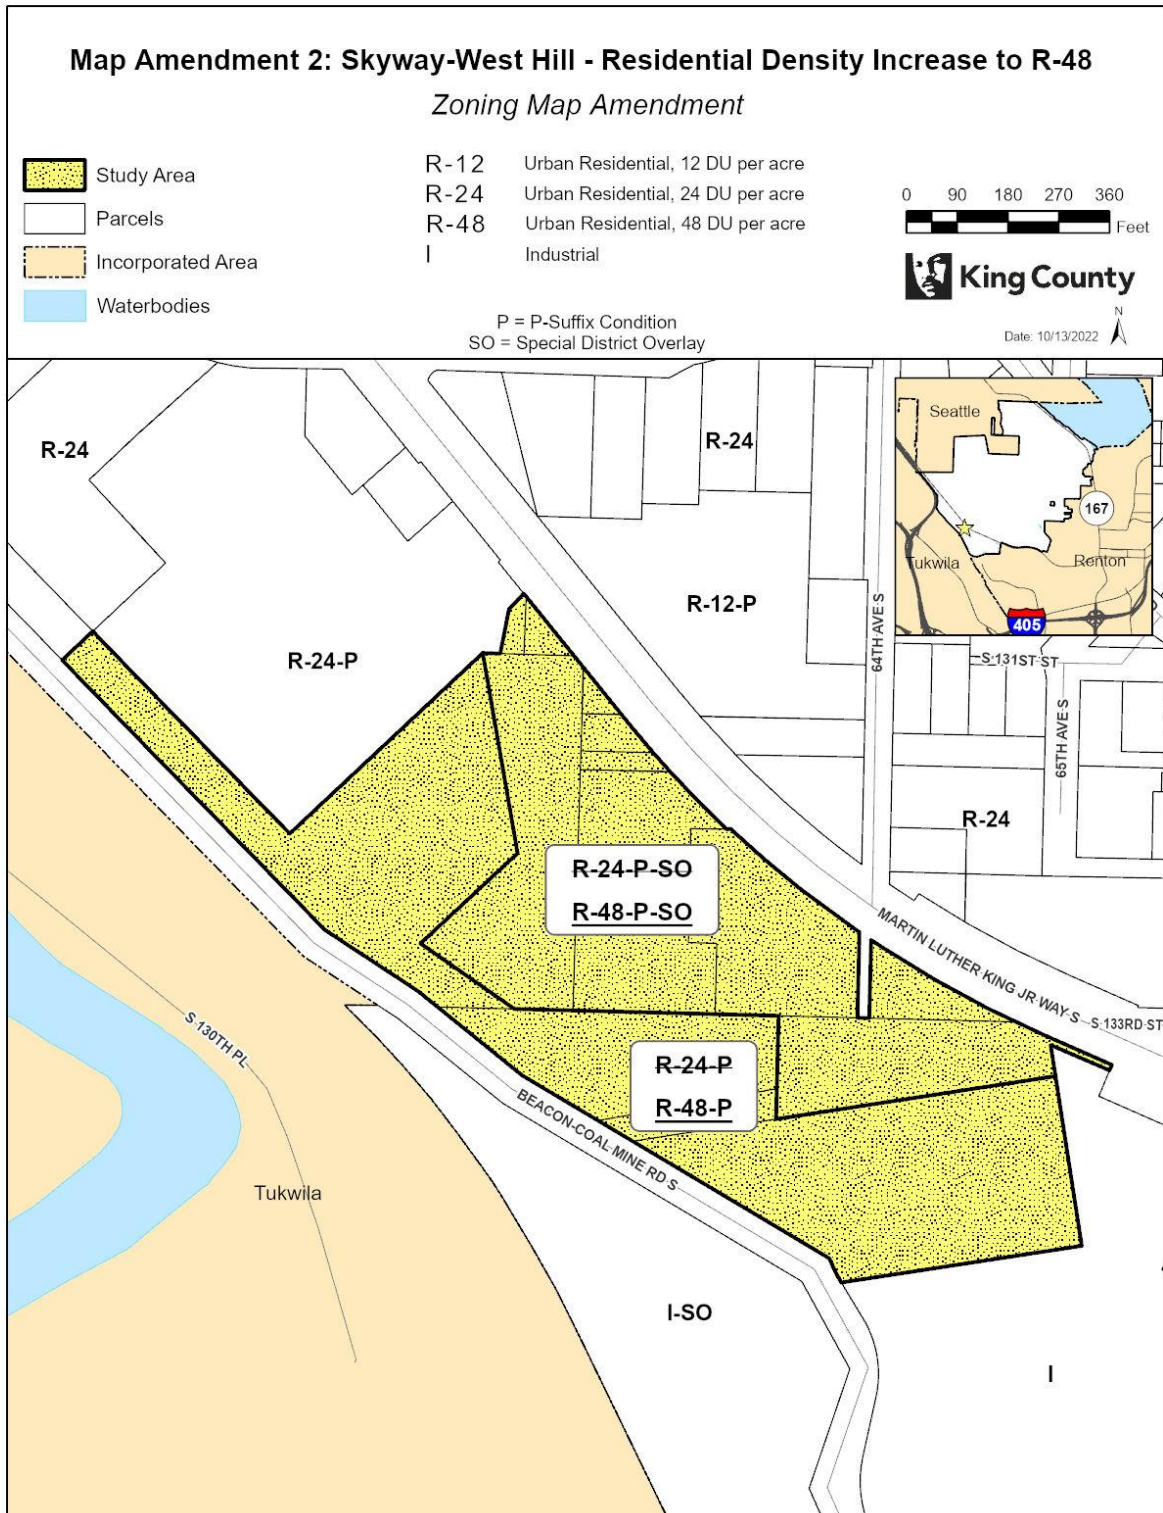 Map Amendment 2: Skyway-West Hill - Residential Density Increase to R-48
Zoning Map Amendment
Study Area
Parcels
Incorporated Area
Waterbodies
R-12 Urban Residential, 12 DU per acre
R-24 Urban Residential, 24 DU per acre
R-48 Urban Residential, 48 DU per acre
I Industrial
P = P-Suffix Condition
SO = Special District Overlay
0 90 180 270 360
Feet
King County
N
Date: 10/13/2022
Seattle
167
Tukwila
Renton
405
R-24
R-24
R-12-P
R-24-P
64TH AVE S
S 131ST ST
65TH AVE S
R-24
R-24-P-SO
R-48-P-SO
MARTIN LUTHER KING JR WAY S
S 133RD ST
S 130TH PL
R-24-P
R-48-P
BEACON-COAL MINE RD S
Tukwila
I-SO
I